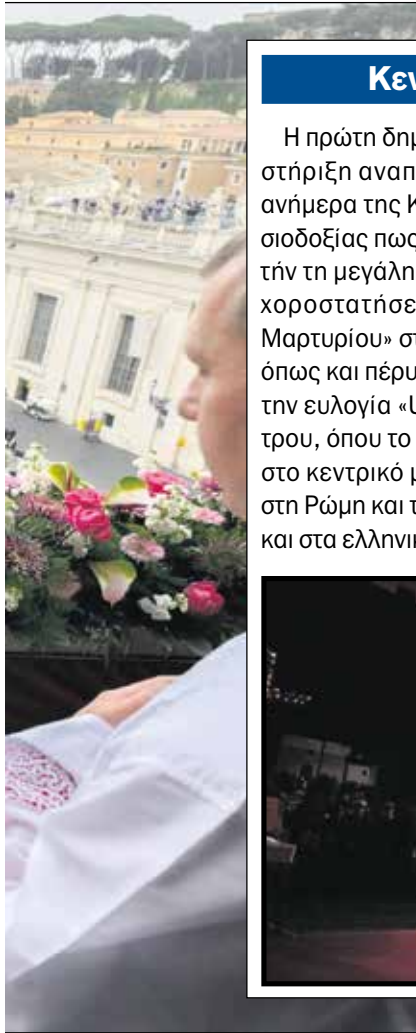 Κεν
Η πρώτη δημ
στήριξη αναπ
ανήμερα της Κ
σιοδοξίας πως
τήν τη μεγάλη
χοροστατήσε
Μαρτυρίου» στ
όπως και πέρυ
την ευλογία «U
τρου, όπου το
στο κεντρικό μ
στη Ρώμη και τ
και στα ελληνικ